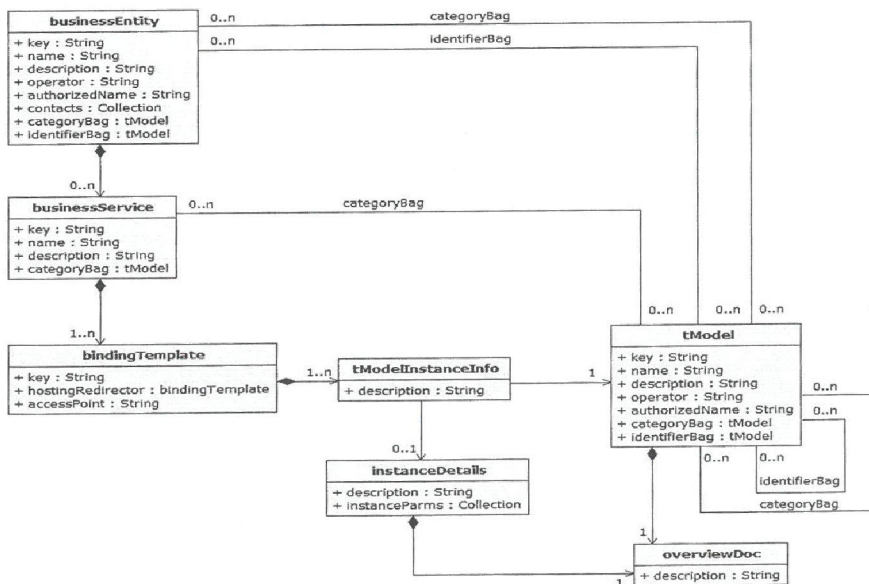 businessEntity
+ key : String
+ name : String
+ description : String
+ operator : String
+ authorizedName : String
+ contacts : Collection
+ categoryBag : tModel
+ identifierBag : tModel
0..n
categoryBag
0..n
identifierBag
0..n
businessService
+ key : String
+ name : String
+ description : String
+ categoryBag : tModel
0..n
categoryBag
1..n
0..n
0..n
0..n
bindingTemplate
+ key : String
+ hostingRedirector : bindingTemplate
+ accessPoint : String
1..n
tModelInstanceInfo
+ description : String
1
tModel
+ key : String
+ name : String
+ description : String
+ operator : String
+ authorizedName : String
+ categoryBag : tModel
+ identifierBag : tModel
0..n
0..n
0..n
0..n
identifierBag
categoryBag
0..1
instanceDetails
+ description : String
+ instanceParms : Collection
1
1
overviewDoc
+ description : String